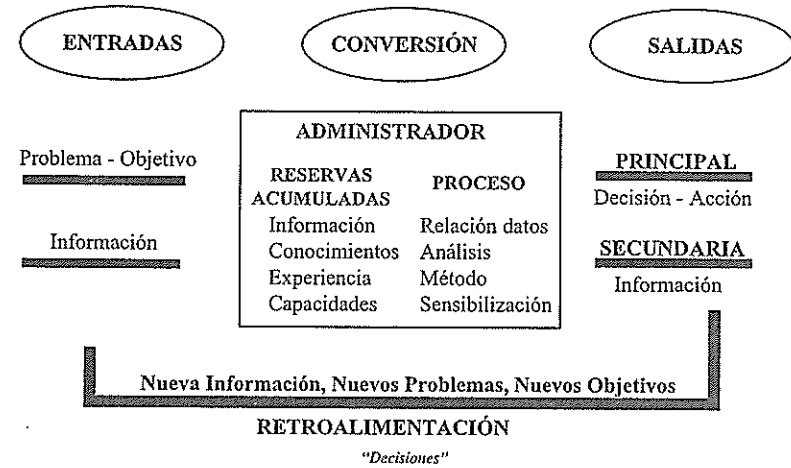 ENTRADAS
CONVERSIÓN
SALIDAS
Problema - Objetivo
Información
ADMINISTRADOR
RESERVAS
ACUMULADAS
Información
Conocimientos
Experiencia
Capacidades
PROCESO
Relación datos
Análisis
Método
Sensibilización
PRINCIPAL
Decisión - Acción
SECUNDARIA
Información
Nueva Información, Nuevos Problemas, Nuevos Objetivos
RETROALIMENTACIÓN
"Decisiones"